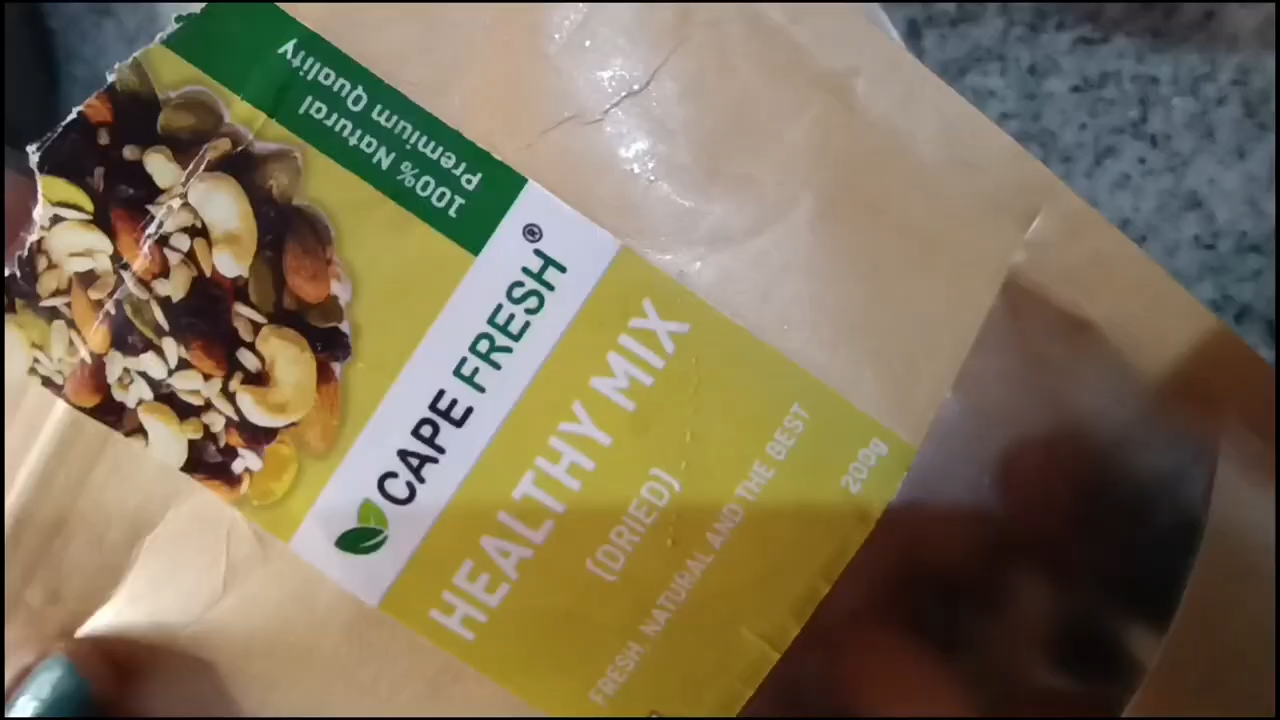 100% Natural
Premium Quality
CAPE FRESH®
HEALTHY MIX
(DRIED)
FRESH, NATURAL AND THE BEST
200g